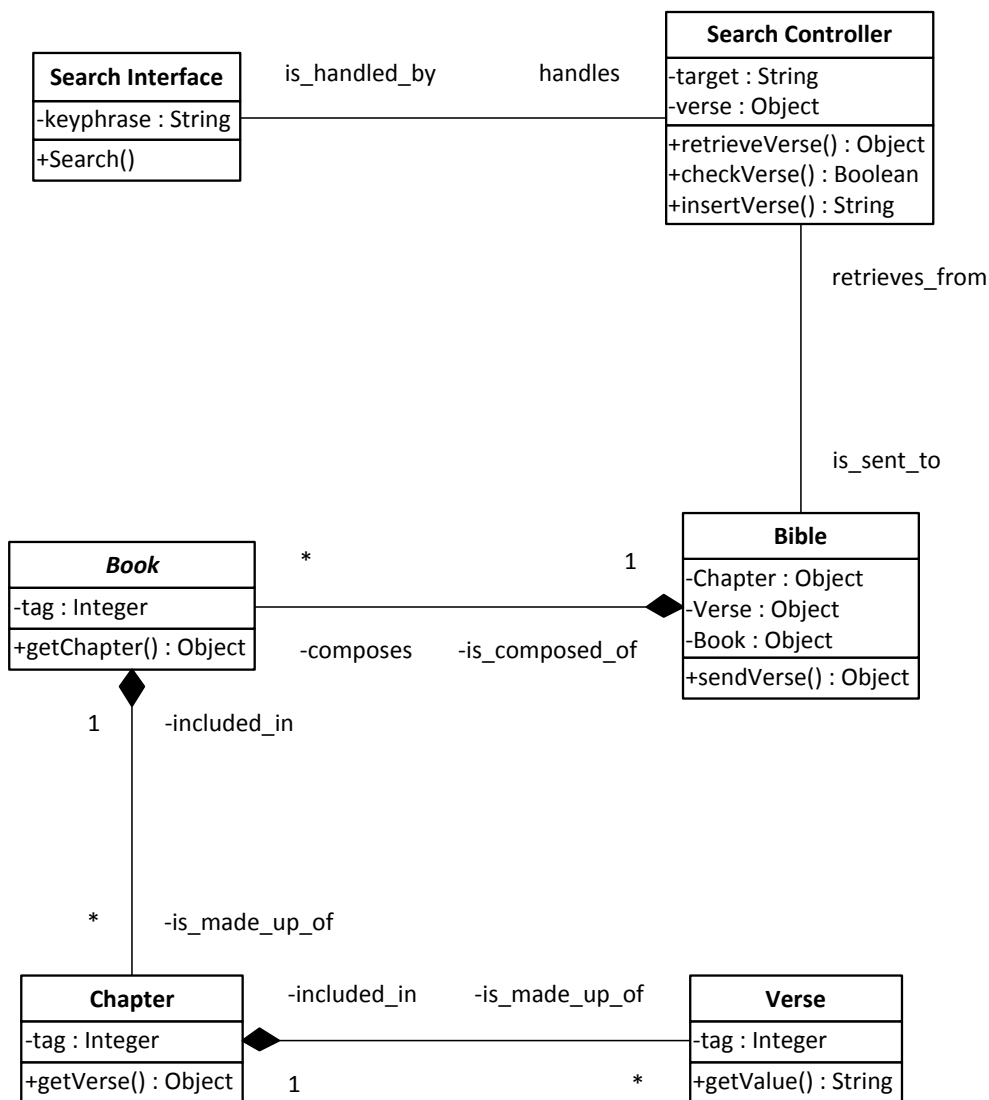 Search Interface
-keyphrase : String
+Search()
is_handled_by
handles
Search Controller
-target : String
-verse : Object
+retrieveVerse() : Object
+checkVerse() : Boolean
+insertVerse() : String
retrieves_from
is_sent_to
Bible
-Chapter : Object
-Verse : Object
-Book : Object
+sendVerse() : Object
*
1
-composes
-is_composed_of
Book
-tag : Integer
+getChapter() : Object
1
-included_in
*
-is_made_up_of
Chapter
-tag : Integer
+getVerse() : Object
-included_in
-is_made_up_of
1
*
Verse
-tag : Integer
+getValue() : String